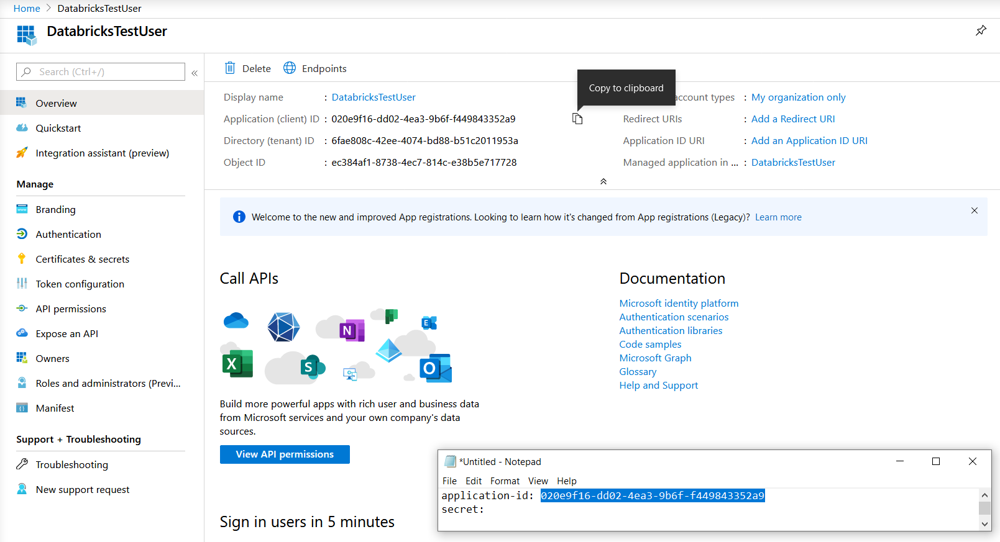 Home > DatabricksTestUser
DatabricksTestUser
Search (Ctrl+/)
«
Overview
Quickstart
Integration assistant (preview)
Manage
Branding
Authentication
Certificates & secrets
Token configuration
API permissions
Expose an API
Owners
Roles and administrators (Previ...
Manifest
Support + Troubleshooting
Troubleshooting
New support request
Delete Endpoints
Copy to clipboard
Display name : DatabricksTestUser
Application (client) ID : 020e9f16-dd02-4ea3-9b6f-f449843352a9
Directory (tenant) ID : 6fae808c-42ee-4074-bd88-b51c2011953a
Object ID : ec384af1-8738-4ec7-814c-e38b5e717728
account types : My organization only
Redirect URIs : Add a Redirect URI
Application ID URI : Add an Application ID URI
Managed application in ... : DatabricksTestUser
Welcome to the new and improved App registrations. Looking to learn how it's changed from App registrations (Legacy)? Learn more
Call APIs
N
E
X
S
O
Build more powerful apps with rich user and business data
from Microsoft services and your own company's data
sources.
View API permissions
Documentation
Microsoft identity platform
Authentication scenarios
Authentication libraries
Code samples
Microsoft Graph
Glossary
Help and Support
Sign in users in 5 minutes
*Untitled - Notepad
File Edit Format View Help
application-id: 020e9f16-dd02-4ea3-9b6f-f449843352a9
secret: